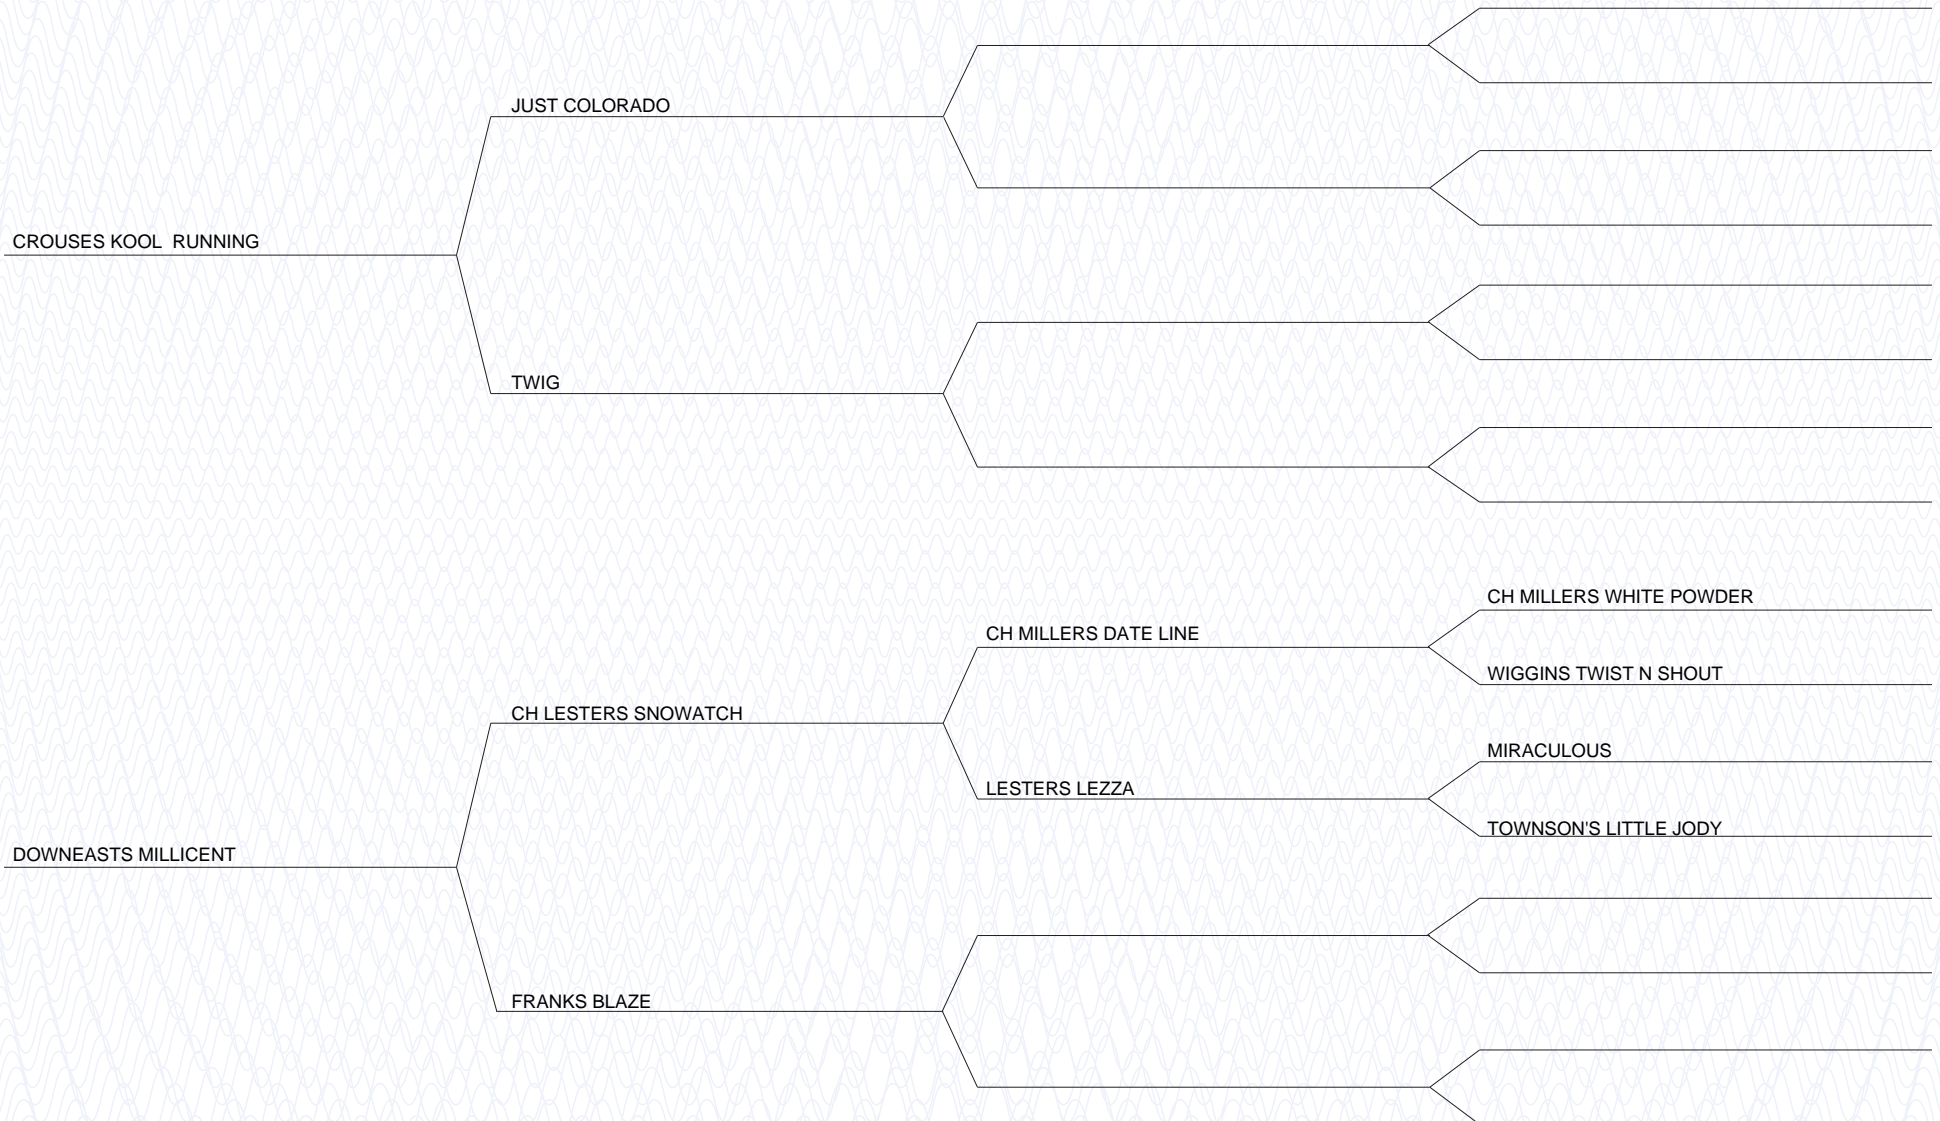 JUST COLORADO
CROUSES KOOL  RUNNING
TWIG
CH MILLERS WHITE POWDER
CH MILLERS DATE LINE
WIGGINS TWIST N SHOUT
CH LESTERS SNOWATCH
MIRACULOUS
LESTERS LEZZA
TOWNSON'S LITTLE JODY
DOWNEASTS MILLICENT
FRANKS BLAZE